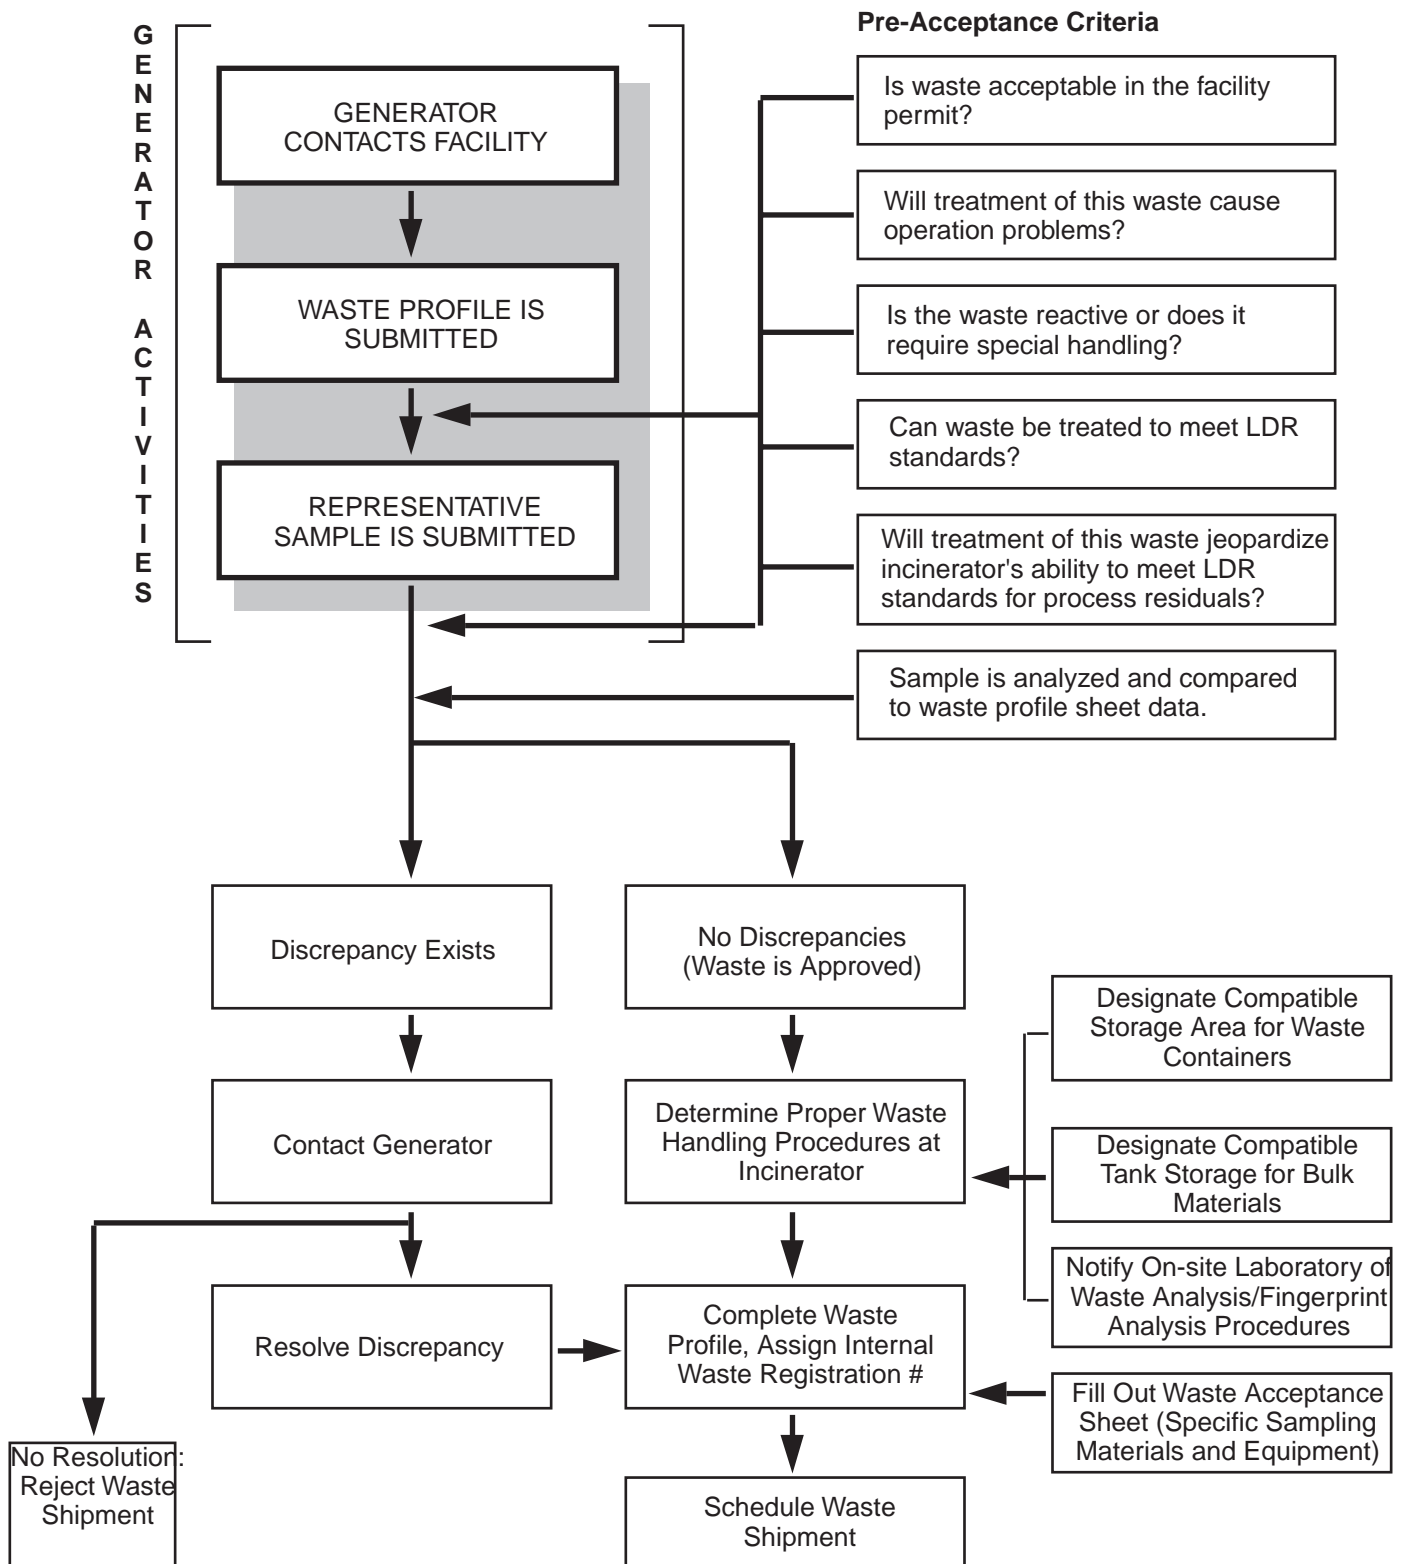 GENERATOR ACTIVITIES
GENERATOR
CONTACTS FACILITY
WASTE PROFILE IS
SUBMITTED
REPRESENTATIVE
SAMPLE IS SUBMITTED
Pre-Acceptance Criteria
Is waste acceptable in the facility
permit?
Will treatment of this waste cause
operation problems?
Is the waste reactive or does it
require special handling?
Can waste be treated to meet LDR
standards?
Will treatment of this waste jeopardize
incinerator's ability to meet LDR
standards for process residuals?
Sample is analyzed and compared
to waste profile sheet data.
Discrepancy Exists
No Discrepancies
(Waste is Approved)
Contact Generator
Determine Proper Waste
Handling Procedures at
Incinerator
Designate Compatible
Storage Area for Waste
Containers
Designate Compatible
Tank Storage for Bulk
Materials
Notify On-site Laboratory of
Waste Analysis/Fingerprint
Analysis Procedures
Resolve Discrepancy
Complete Waste
Profile, Assign Internal
Waste Registration #
Fill Out Waste Acceptance
Sheet (Specific Sampling
Materials and Equipment)
No Resolution:
Reject Waste
Shipment
Schedule Waste
Shipment